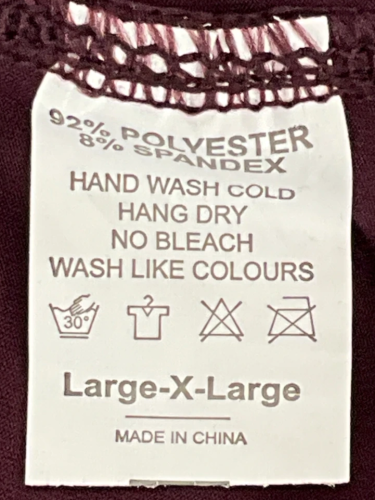 92% POLYESTER
8% SPANDEX
HAND WASH COLD
HANG DRY
NO BLEACH
WASH LIKE COLOURS
30°
Large-X-Large
MADE IN CHINA